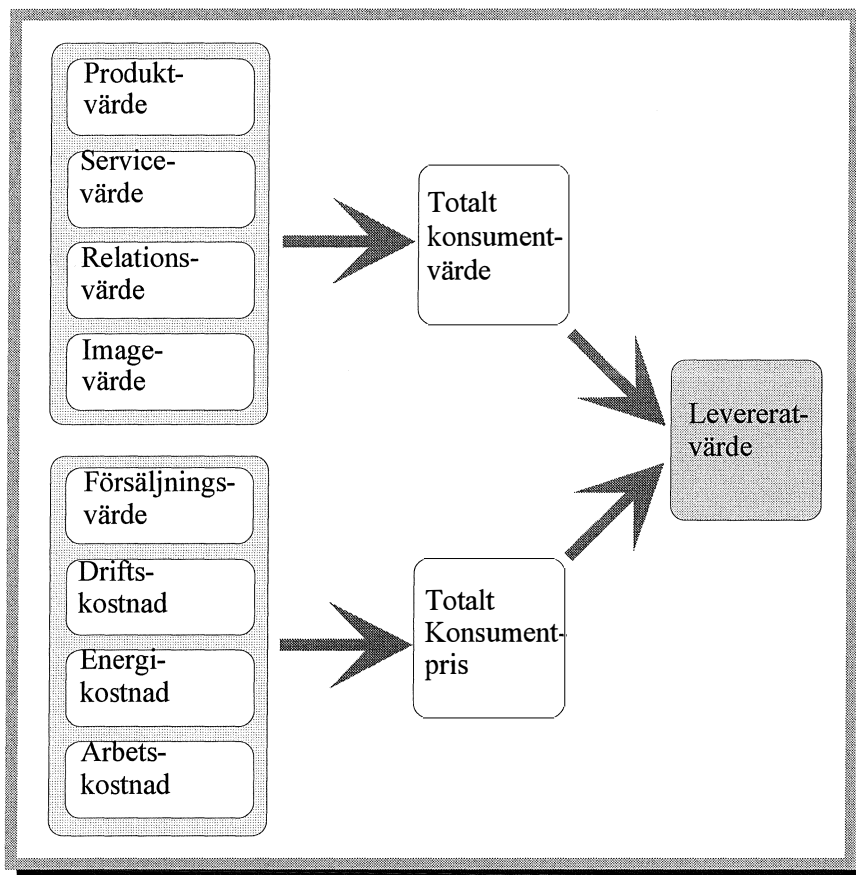 Produkt-
värde
Service-
värde
Relations-
värde
Image-
värde
Totalt
konsument-
värde
Levererat-
värde
Försäljnings-
värde
Drifts-
kostnad
Energi-
kostnad
Arbets-
kostnad
Totalt
Konsument-
pris